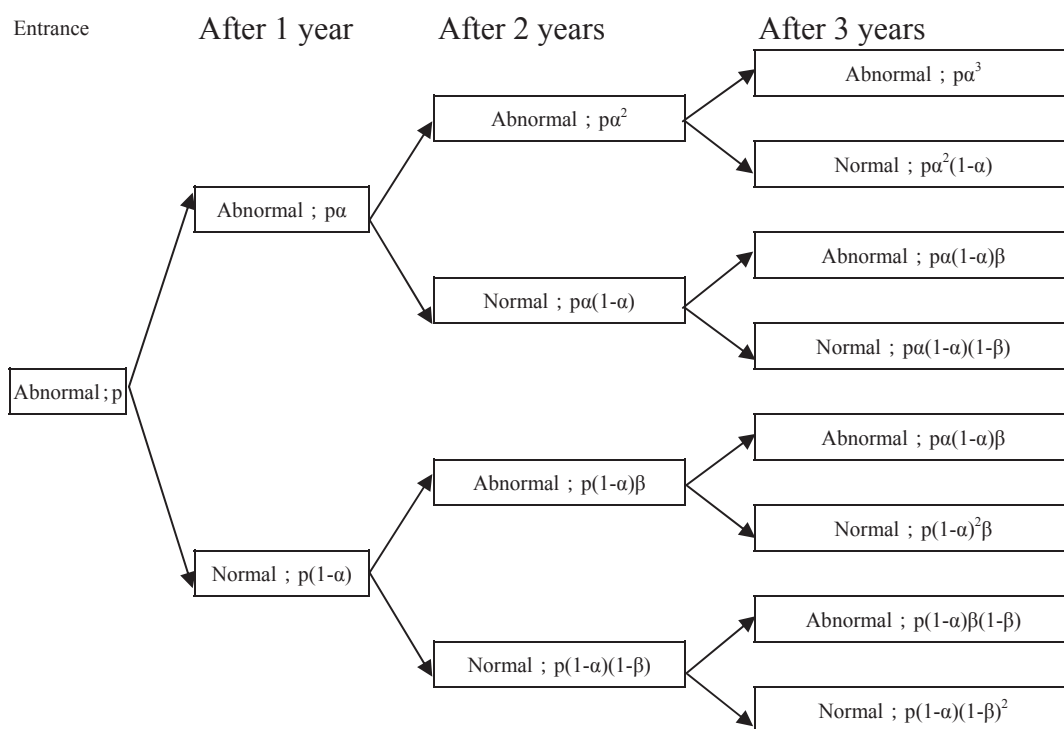 Entrance
After 1 year
After 2 years
After 3 years
Abnormal ; pα³
Abnormal ; pα²
Normal ; pα²(1-α)
Abnormal ; pα
Abnormal ; pα(1-α)β
Normal ; pα(1-α)
Normal ; pα(1-α)(1-β)
Abnormal ; p
Abnormal ; pα(1-α)β
Abnormal ; p(1-α)β
Normal ; p(1-α)²β
Normal ; p(1-α)
Abnormal ; p(1-α)β(1-β)
Normal ; p(1-α)(1-β)
Normal ; p(1-α)(1-β)²